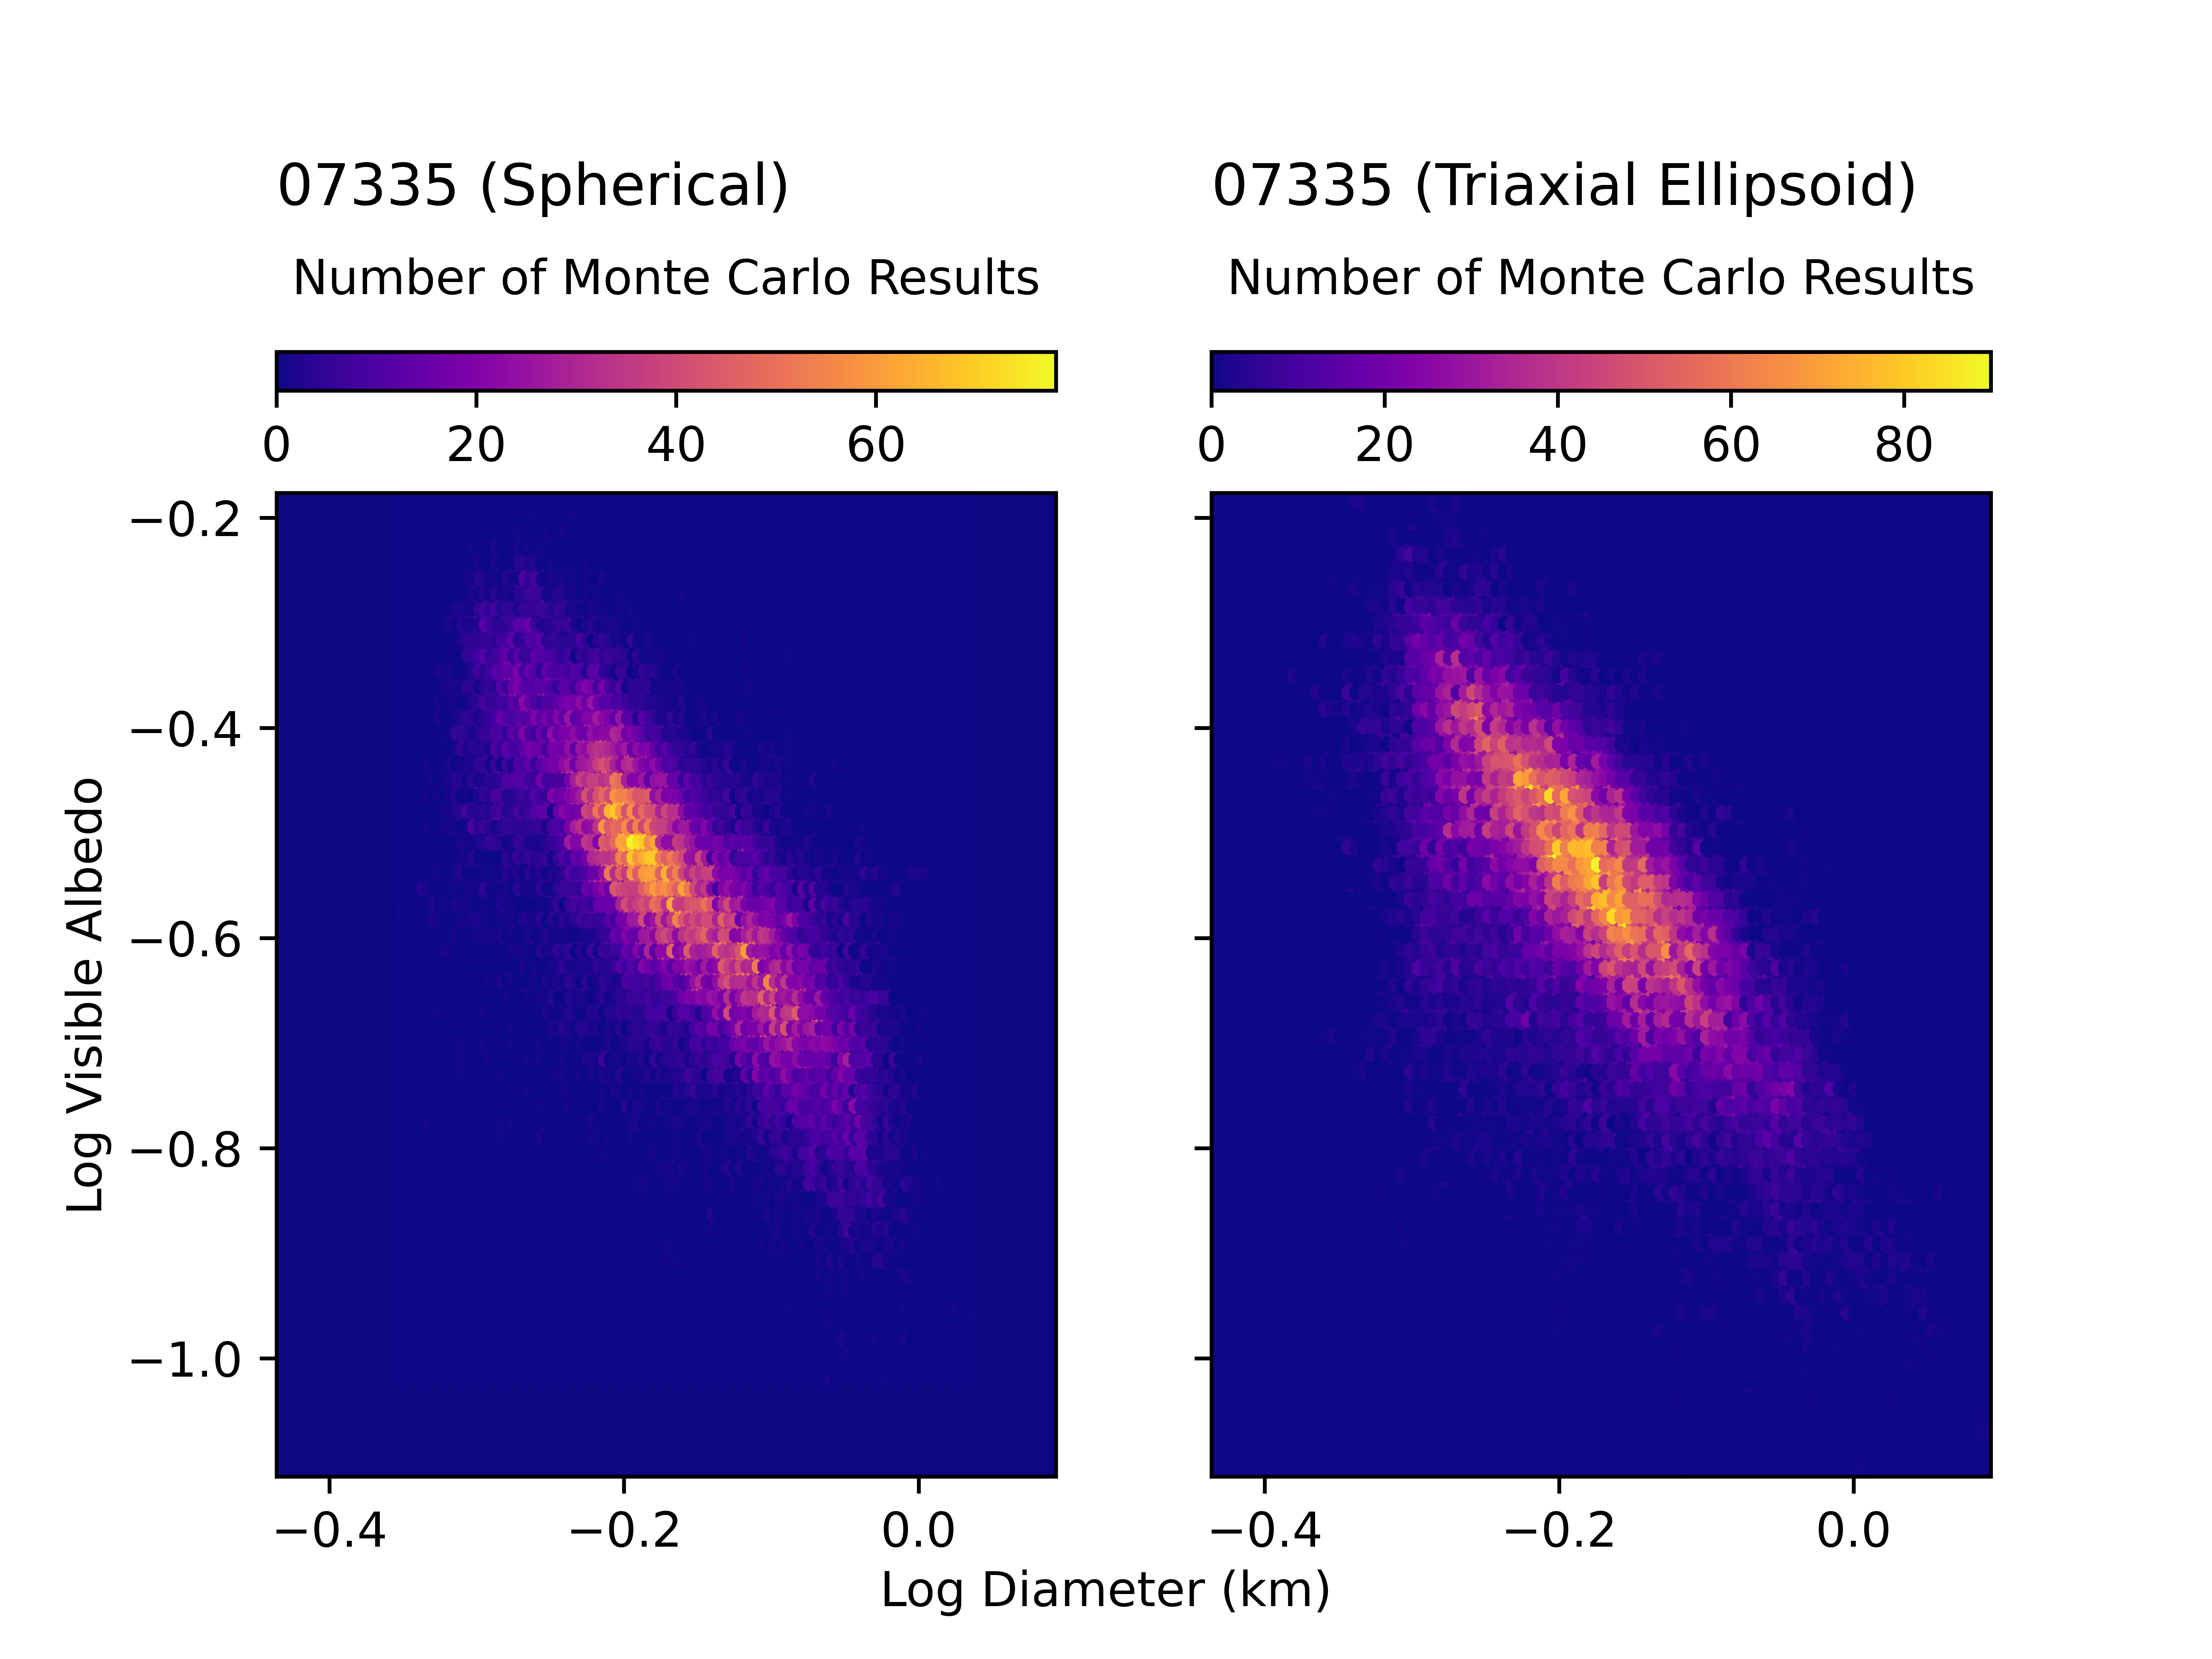 07335 (Spherical)
Number of Monte Carlo Results
0 20 40 60
07335 (Triaxial Ellipsoid)
Number of Monte Carlo Results
0 20 40 60 80
Log Visible Albedo
−0.2
−0.4
−0.6
−0.8
−1.0
−0.4 −0.2 0.0
−0.4 −0.2 0.0
Log Diameter (km)